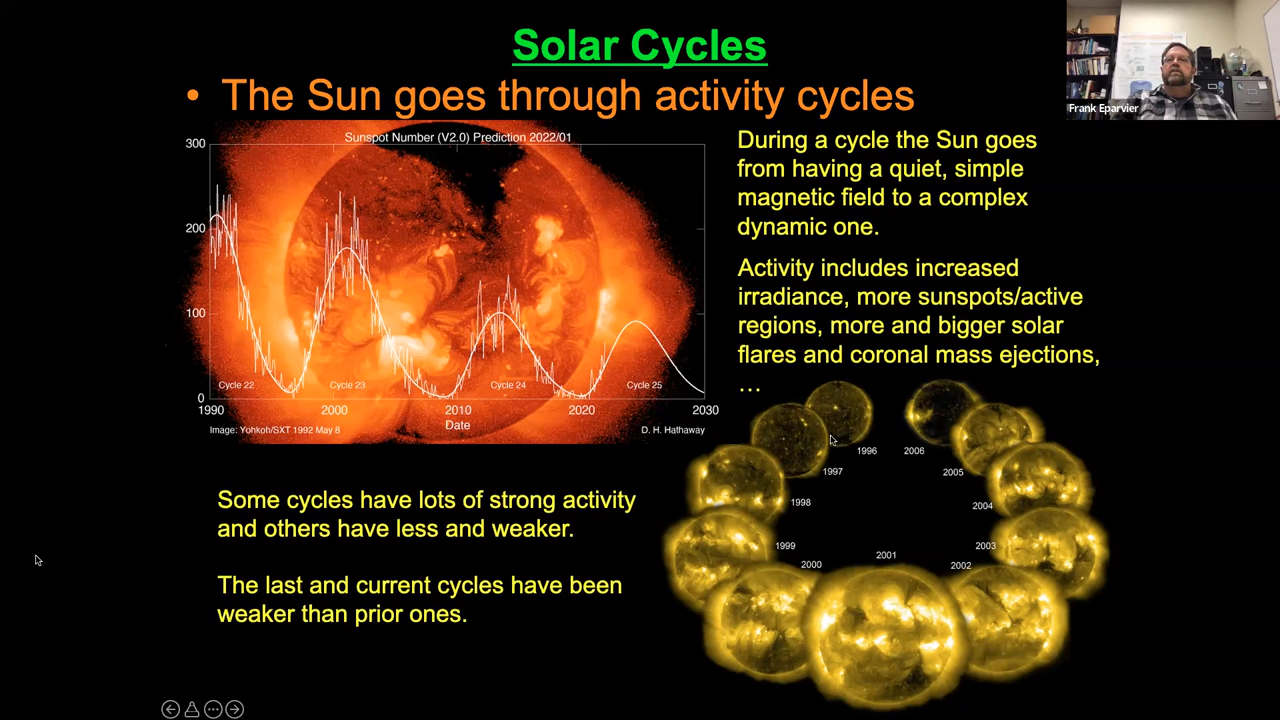 Solar Cycles
• The Sun goes through activity cycles
Frank Eparvier
Sunspot Number (V2.0) Prediction 2022/01
300
200
100
0
Cycle 22
Cycle 23
Cycle 24
Cycle 25
1990
2000
2010
2020
2030
Date
Image: Yohkoh/SXT 1992 May 8
D. H. Hathaway
During a cycle the Sun goes
from having a quiet, simple
magnetic field to a complex
dynamic one.
Activity includes increased
irradiance, more sunspots/active
regions, more and bigger solar
flares and coronal mass ejections,
…
1996
2006
1997
2005
1998
2004
1999
2003
2000
2001
2002
Some cycles have lots of strong activity
and others have less and weaker.
The last and current cycles have been
weaker than prior ones.